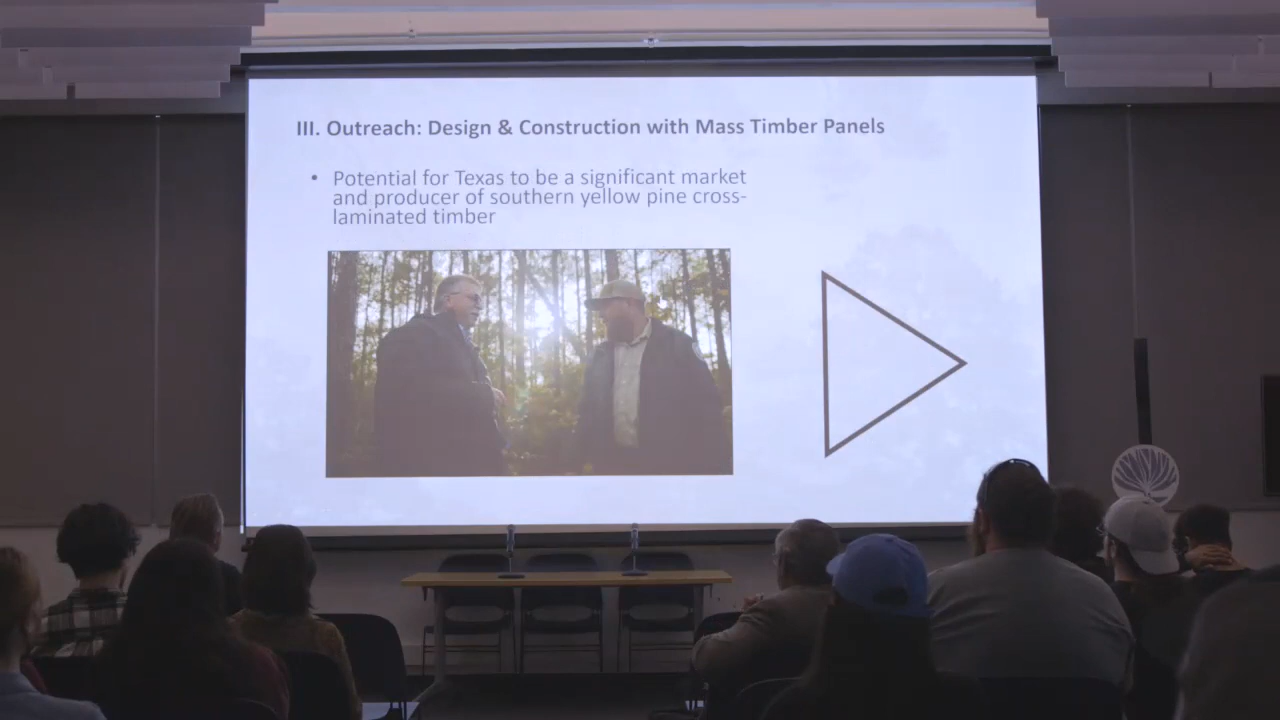 III. Outreach: Design & Construction with Mass Timber Panels
• Potential for Texas to be a significant market
and producer of southern yellow pine cross-
laminated timber